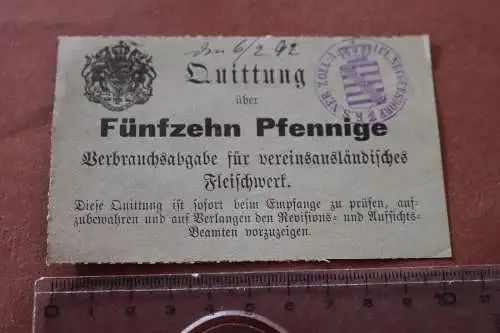 den 6/2 92
Quittung
über
Fünfzehn Pfennige
Verbrauchsabgabe für vereinsausländisches
Fleischwerk.
Diese Quittung ist sofort beim Empfange zu prüfen, auf-
zubewahren und auf Verlangen den Revisions- und Aufsichts-
Beamten vorzuzeigen.
0 1 2 3 4 5 6 7 8 9 10